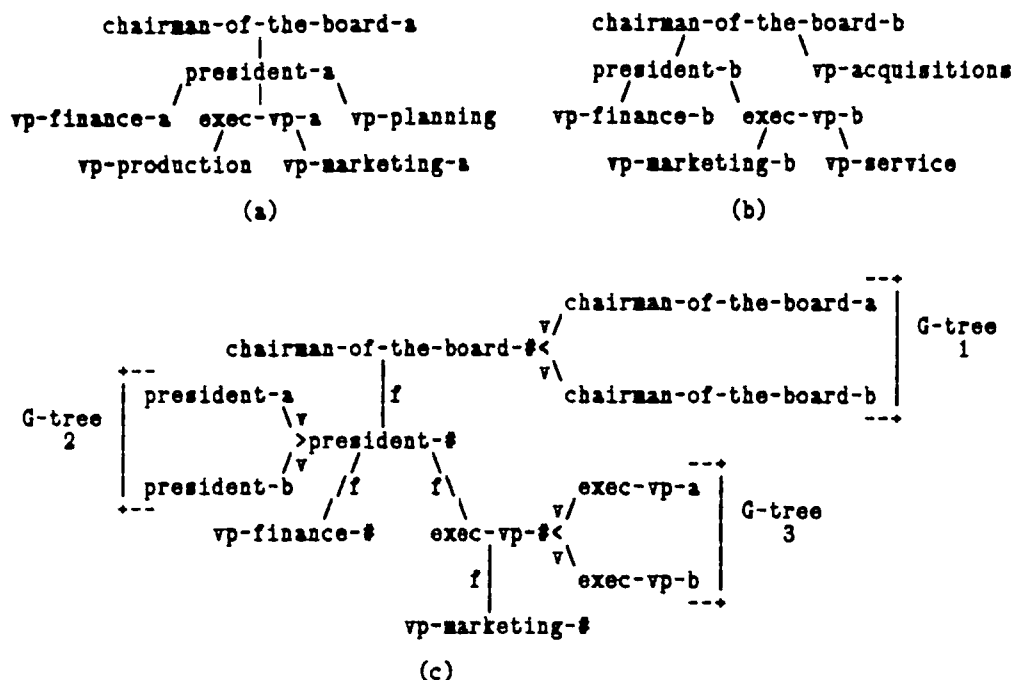 chairman-of-the-board-a
president-a
vp-finance-a exec-vp-a vp-planning
vp-production vp-marketing-a
(a)
chairman-of-the-board-b
president-b vp-acquisitions
vp-finance-b exec-vp-b
vp-marketing-b vp-service
(b)
chairman-of-the-board-a
v
chairman-of-the-board-#<
v
chairman-of-the-board-b
G-tree
1
f
president-a
v
>president-#
v
president-b
G-tree
2
f f
vp-finance-# exec-vp-#<
exec-vp-a
v
v
exec-vp-b
G-tree
3
f
vp-marketing-#
(c)